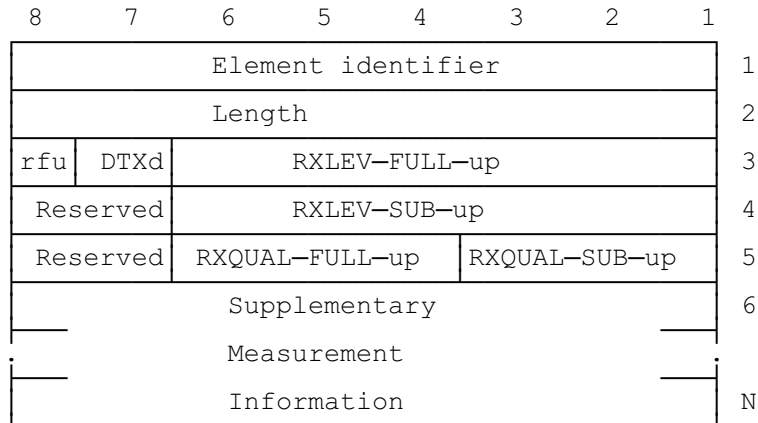 8 7 6 5 4 3 2 1
Element identifier 1
Length 2
rfu DTXd RXLEV-FULL-up 3
Reserved RXLEV-SUB-up 4
Reserved RXQUAL-FULL-up RXQUAL-SUB-up 5
Supplementary 6
Measurement
Information N